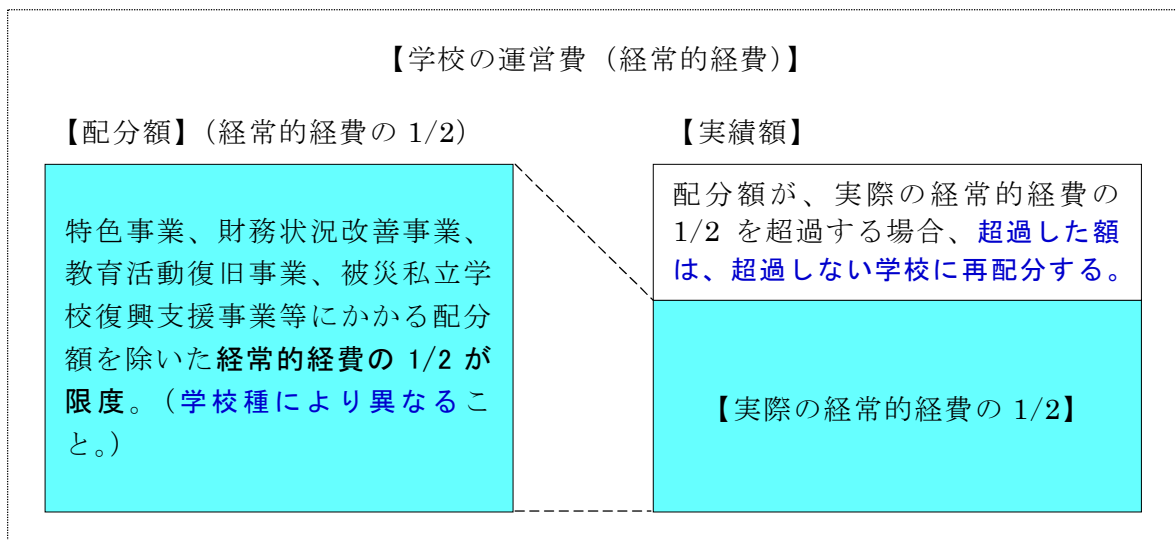 【学校の運営費（経常的経費）】
【配分額】（経常的経費の 1/2）
【実績額】
特色事業、財務状況改善事業、
教育活動復旧事業、被災私立学
校復興支援事業等にかかる配分
額を除いた経常的経費の 1/2 が
限度。（学校種により異なるこ
と。）
配分額が、実際の経常的経費の
1/2 を超過する場合、超過した額
は、超過しない学校に再配分する。
【実際の経常的経費の 1/2】